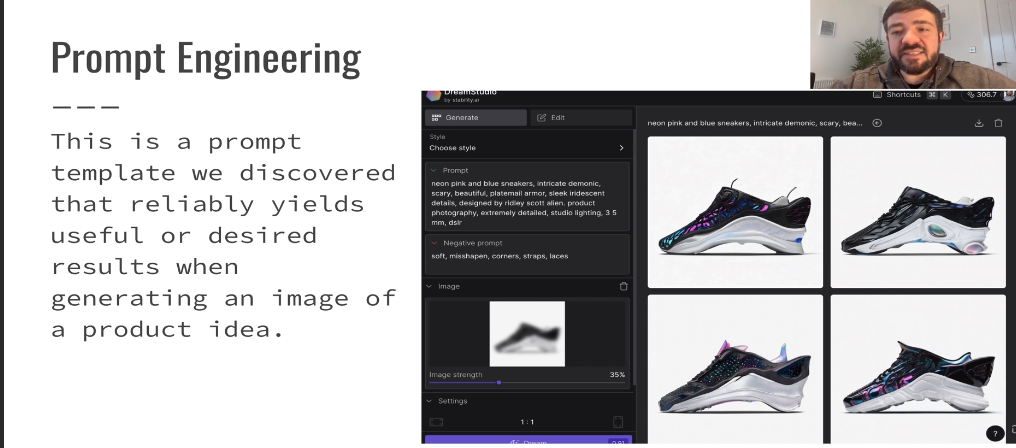 Prompt Engineering
This is a prompt
template we discovered
that reliably yields
useful or desired
results when
generating an image of
a product idea.
DreamStudio
by stability.ai
Shortcuts ⌘ K
306.7
Generate
Edit
Style
Choose style
Prompt
neon pink and blue sneakers, intricate demonic,
scary, beautiful, platemail armor, sleek iridescent
details, designed by ridley scott alien. product
photography, extremely detailed, studio lighting, 3 5
mm, dslr
Negative prompt
soft, misshapen, corners, straps, laces
Image
Image strength 35%
Settings
1 : 1
Dream
neon pink and blue sneakers, intricate demonic, scary, bea...
?